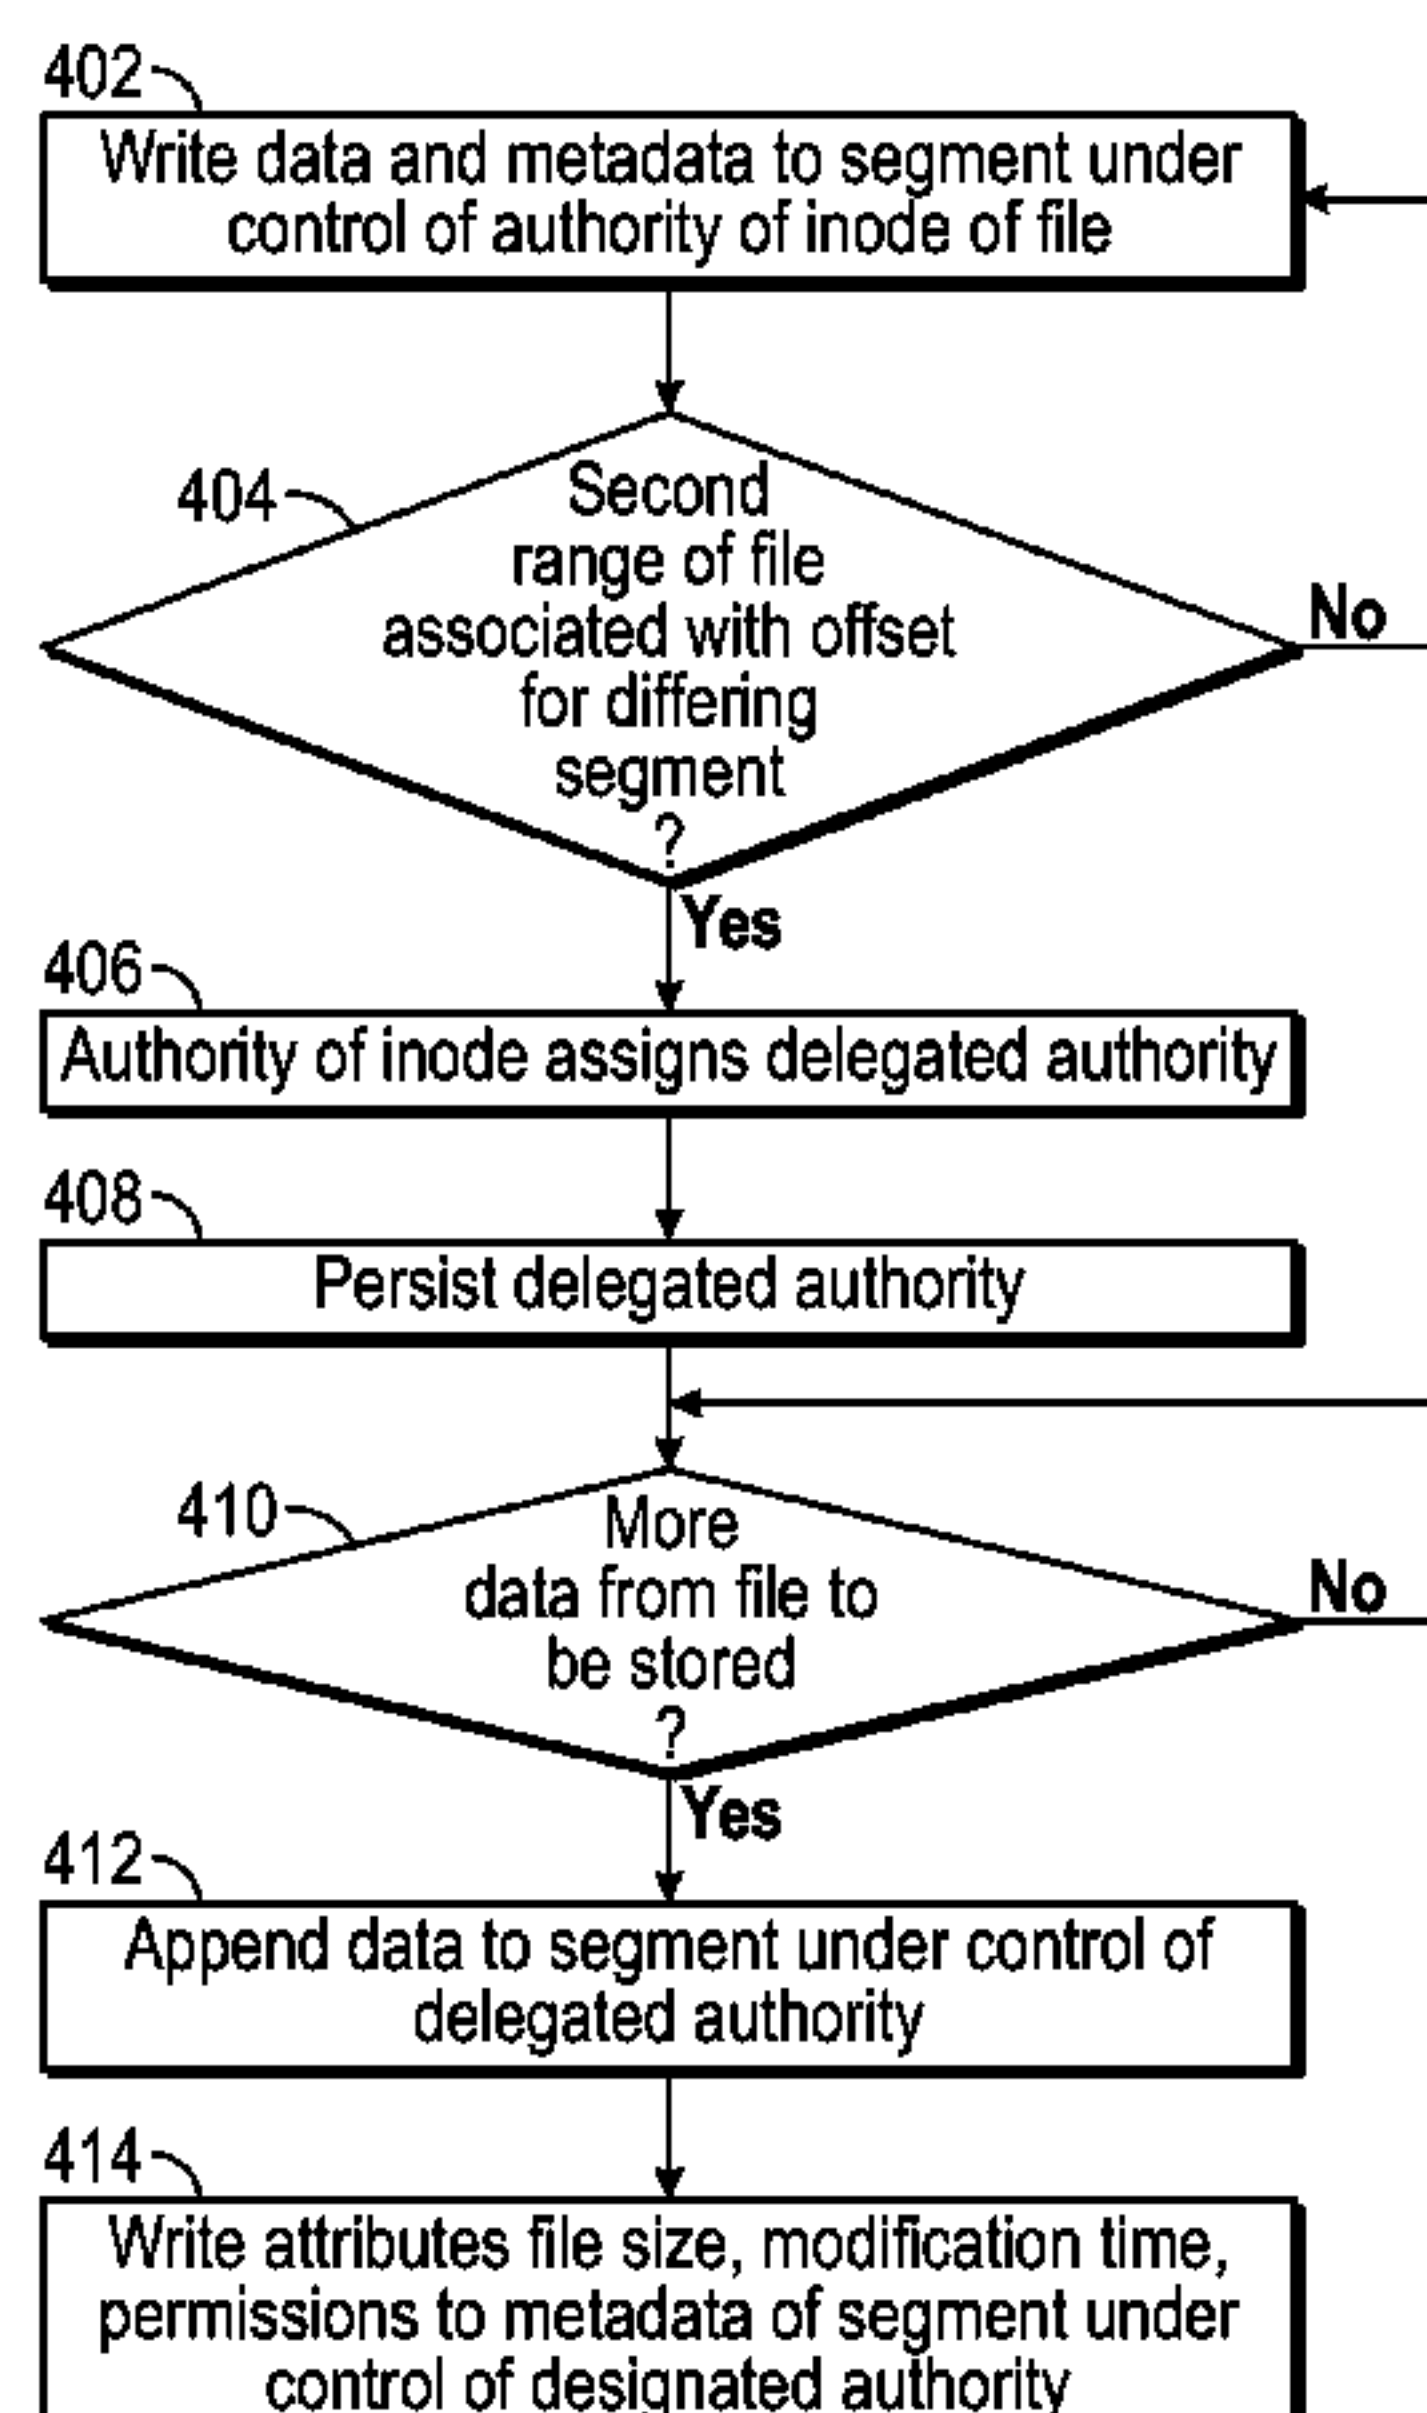 402
Write data and metadata to segment under
control of authority of inode of file
404
Second
range of file
associated with offset
for differing
segment
?
No
Yes
406
Authority of inode assigns delegated authority
408
Persist delegated authority
410
More
data from file to
be stored
?
No
Yes
412
Append data to segment under control of
delegated authority
414
Write attributes file size, modification time,
permissions to metadata of segment under
control of designated authority